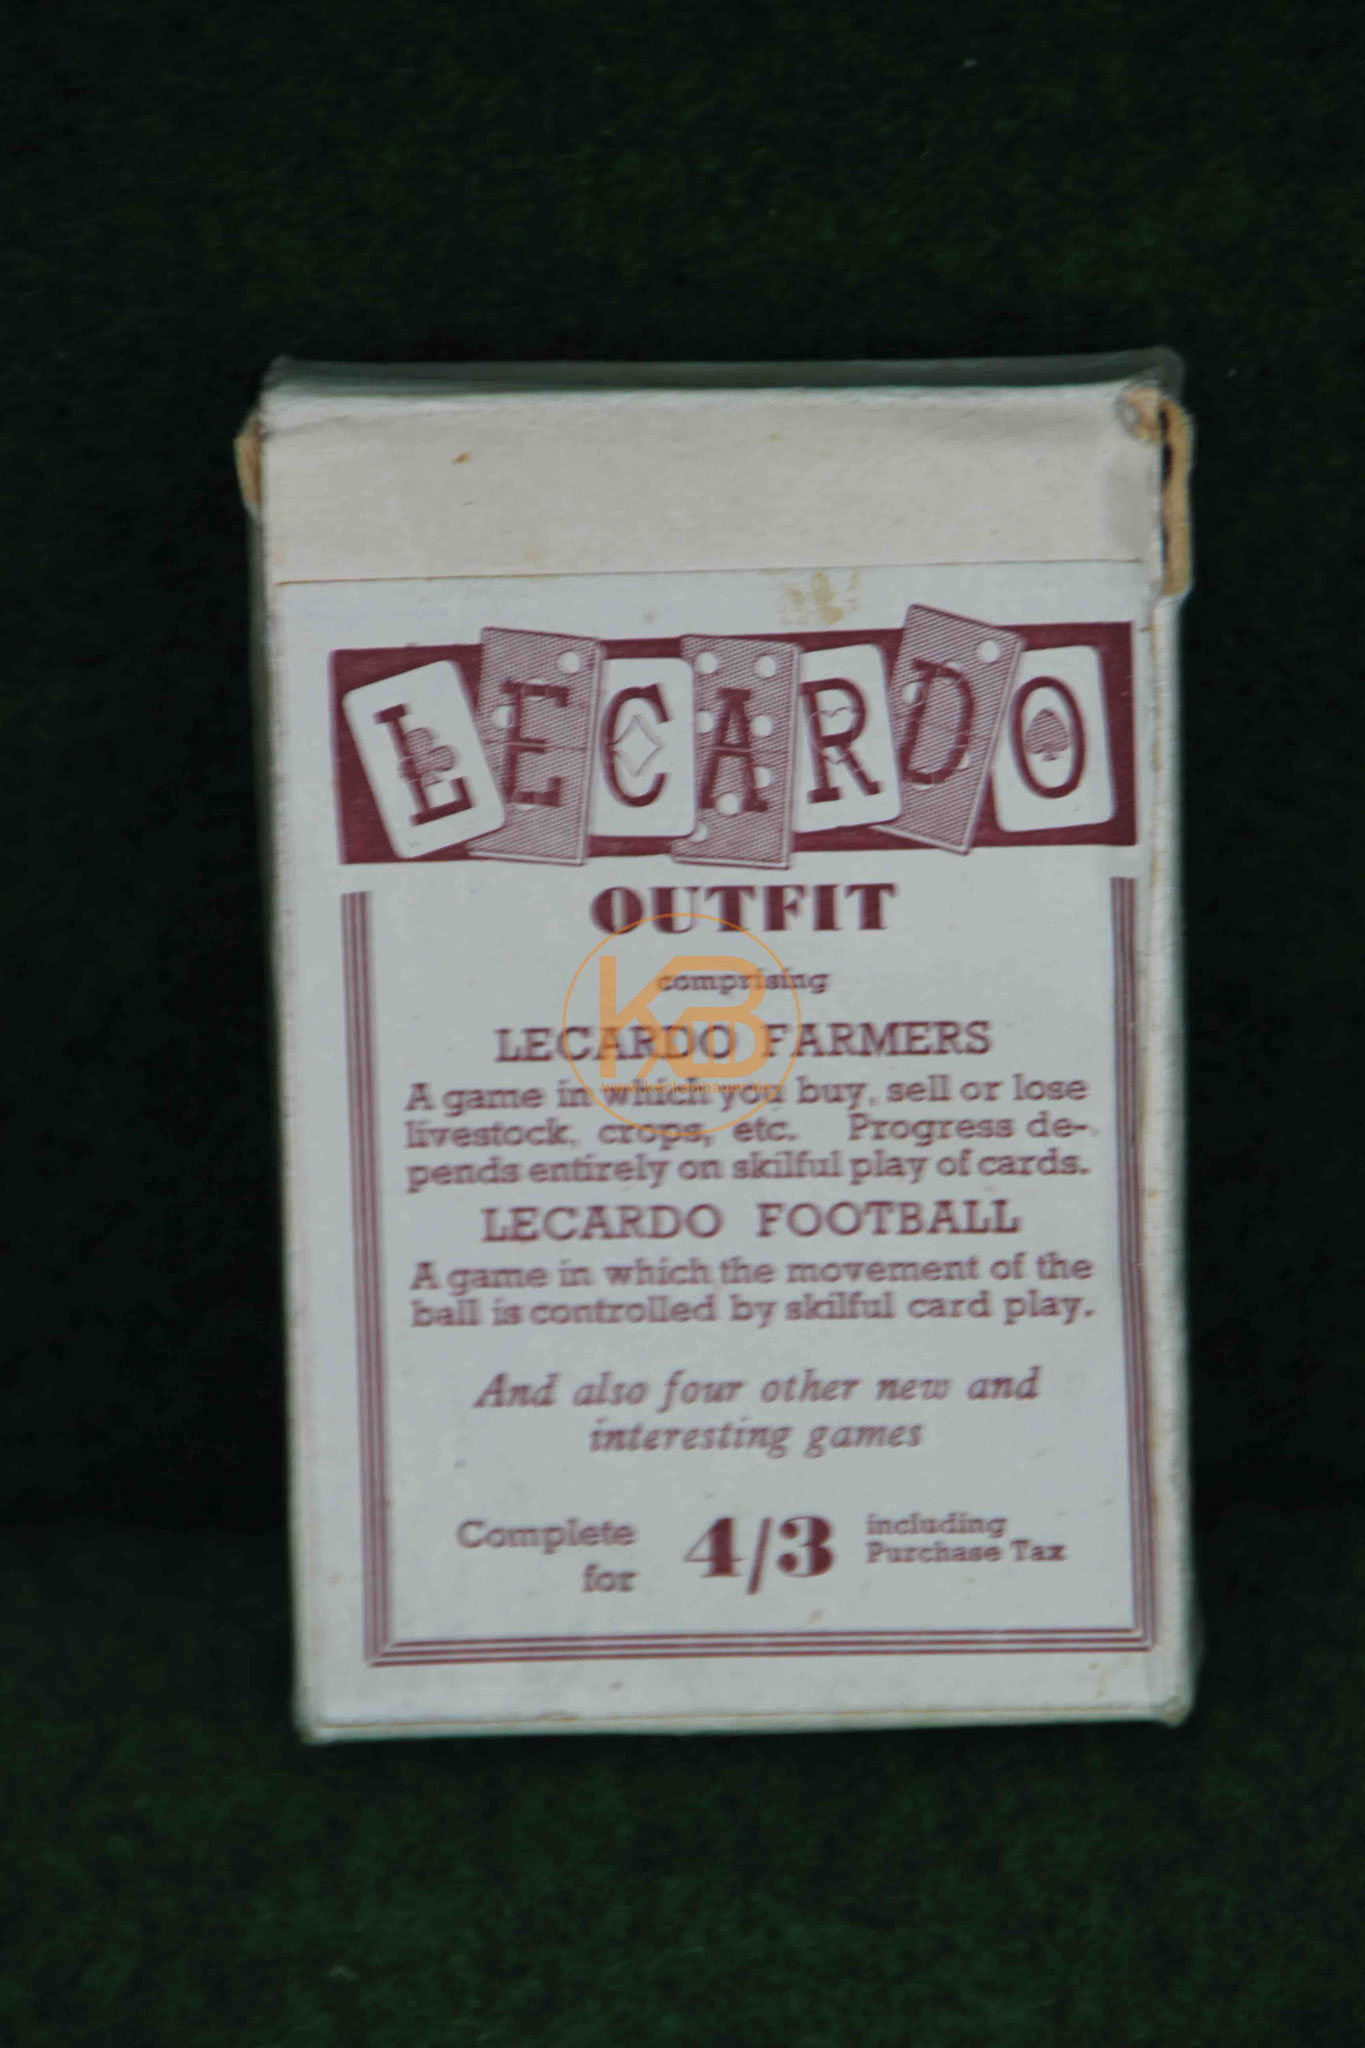 LECARDO
OUTFIT
comprising
LECARDO FARMERS
A game in which you buy, sell or lose
livestock, crops, etc. Progress de-
pends entirely on skilful play of cards.
LECARDO FOOTBALL
A game in which the movement of the
ball is controlled by skilful card play.
And also four other new and
interesting games
Complete
for
4/3
including
Purchase Tax
KB